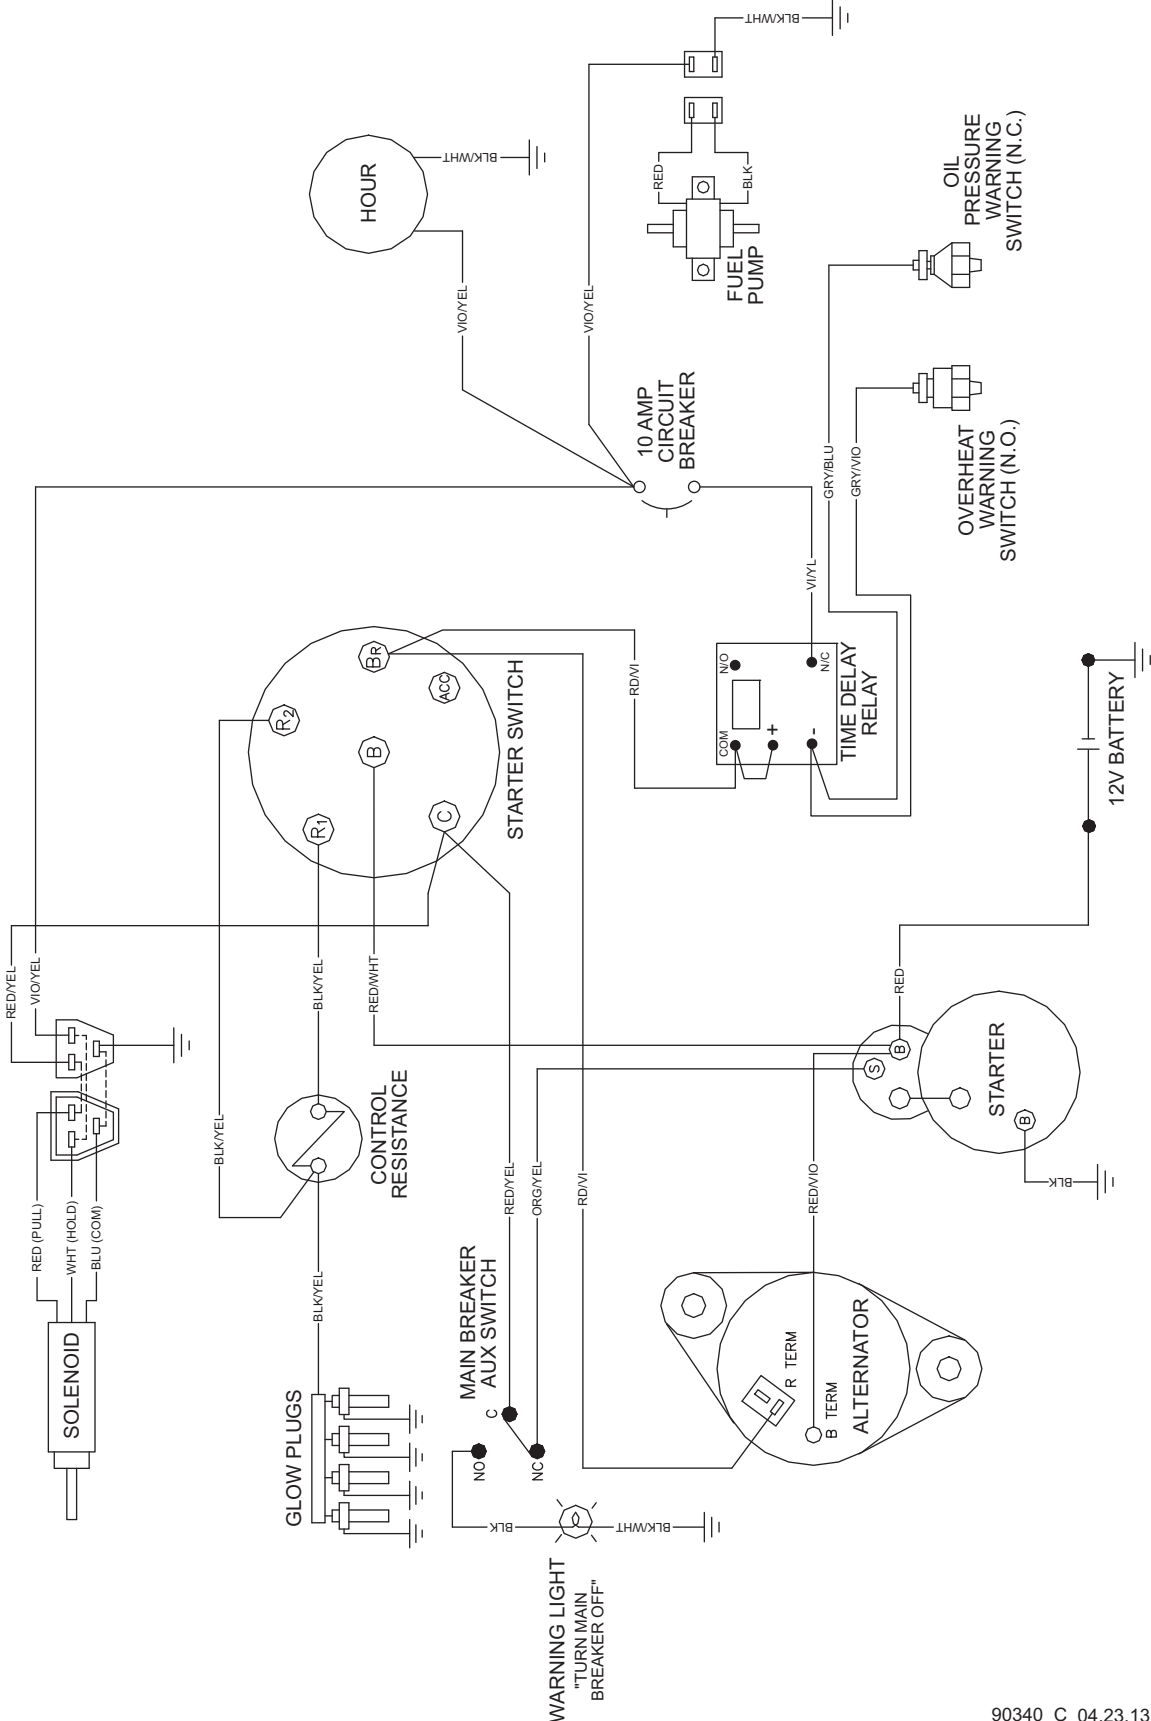 SOLENOID
RED (PULL)
WHT (HOLD)
BLU (COM)
RED/YEL
VIO/YEL
GLOW PLUGS
BLK/YEL
BLK/YEL
CONTROL
RESISTANCE
BLK/YEL
RED/WHT
R1
R2
B
BR
ACC
C
STARTER SWITCH
HOUR
VIO/YEL
BLK/WHT
VIO/YEL
BLK/WHT
RED
BLK
FUEL
PUMP
10 AMP
CIRCUIT
BREAKER
OIL
PRESSURE
WARNING
SWITCH (N.C.)
OVERHEAT
WARNING
SWITCH (N.O.)
GRY/BLU
GRY/VIO
VI/YL
RD/VI
COM
N/O
+
-
N/C
TIME DELAY
RELAY
12V BATTERY
RED
S
B
STARTER
B
BLK
RED/VIO
MAIN BREAKER
AUX SWITCH
NO
C
NC
RED/YEL
ORG/YEL
RD/VI
BLK
BLK/WHT
WARNING LIGHT
"TURN MAIN
BREAKER OFF"
R TERM
B TERM
ALTERNATOR
90340 C 04.23.13